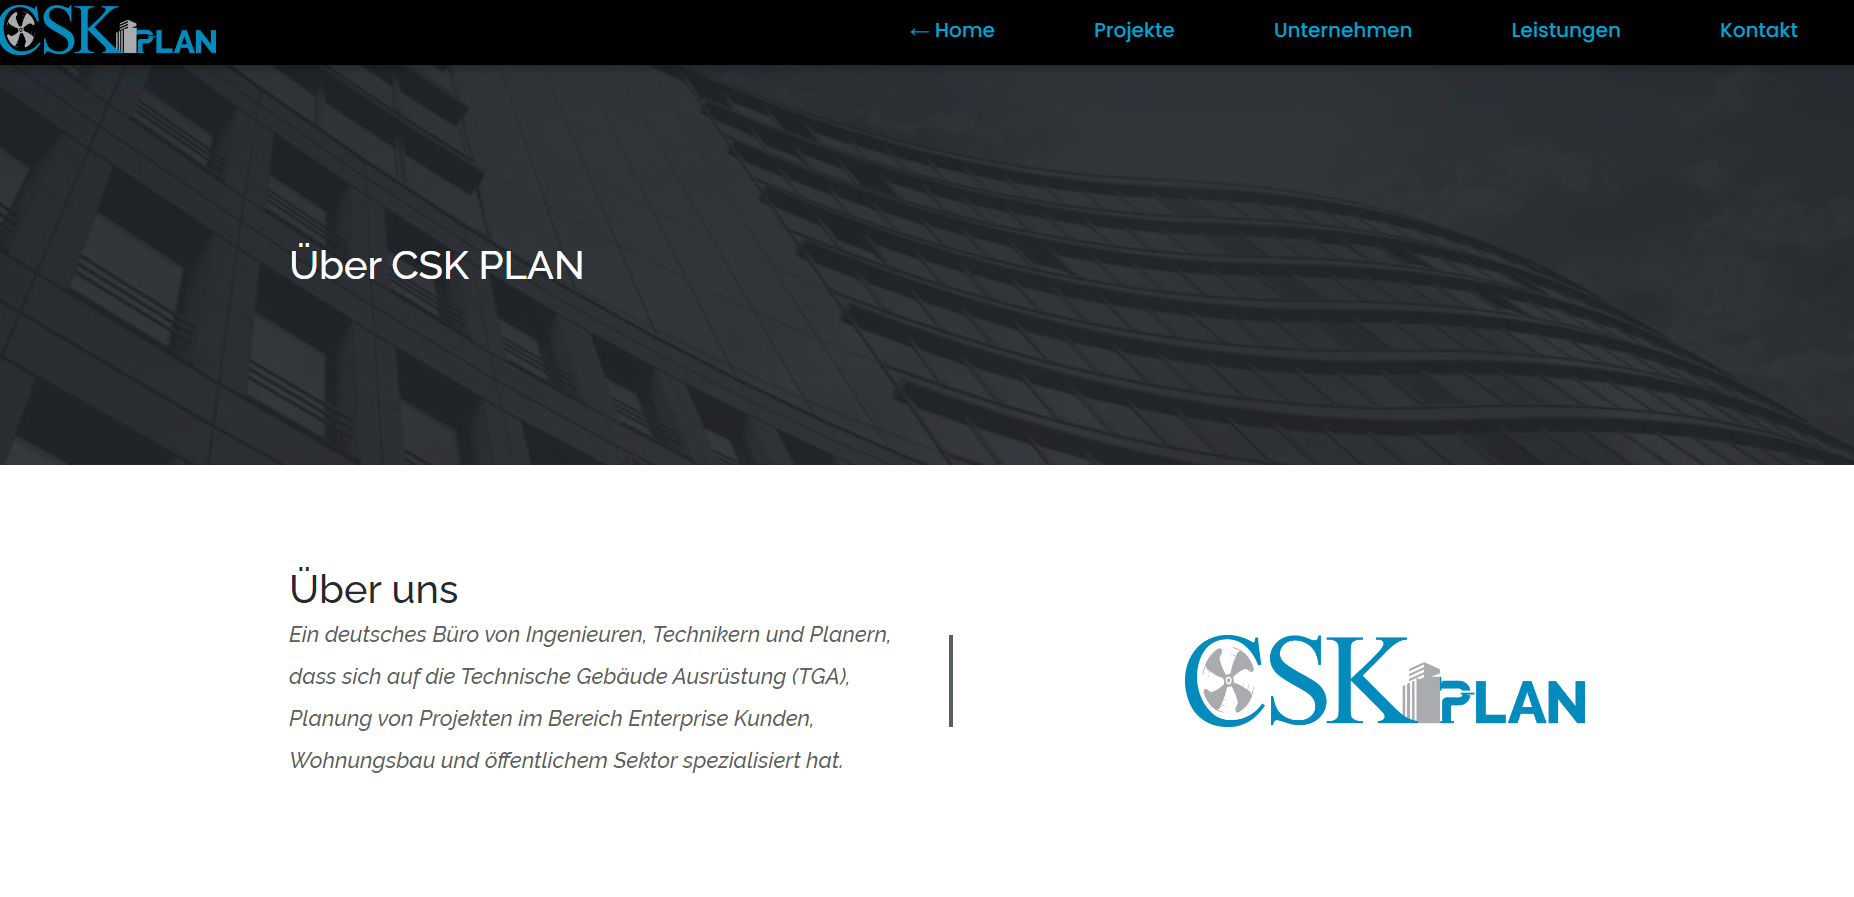 CSK PLAN
← Home Projekte Unternehmen Leistungen Kontakt
Über CSK PLAN
Über uns
Ein deutsches Büro von Ingenieuren, Technikern und Planern,
dass sich auf die Technische Gebäude Ausrüstung (TGA),
Planung von Projekten im Bereich Enterprise Kunden,
Wohnungsbau und öffentlichem Sektor spezialisiert hat.
CSK PLAN